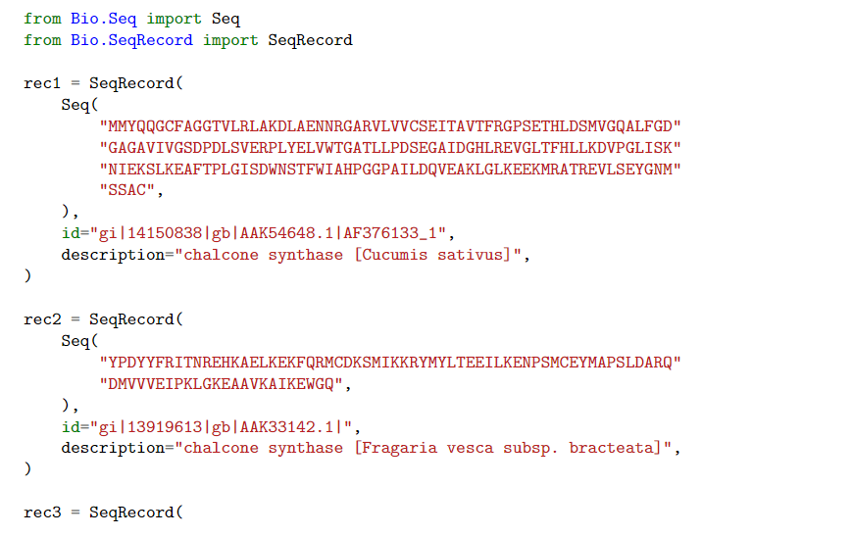 from Bio.Seq import Seq
from Bio.SeqRecord import SeqRecord
rec1 = SeqRecord(
Seq(
"MMYQQGCFAGGTVLRLAKDLAENNRGARVLVVCSEITAVTFRGPSETHLDSMVGQALFGD"
"GAGAVIVGSDPDLSVERPLYELVWTGATLLPDSEGAIDGHLREVGLTFHLLKDVPGLISK"
"NIEKSLKEAFTPLGISDWNSTFWIAHPGGPAILDQVEAKLGLKEEKMRATREVLSEYGNM"
"SSAC",
),
id="gi|14150838|gb|AAK54648.1|AF376133_1",
description="chalcone synthase [Cucumis sativus]",
)
rec2 = SeqRecord(
Seq(
"YPDYYFRITNREHKAELKEKFQRMCDKSMIKKRYMYLTEEILKENPSMCEYMAPSLDARQ"
"DMVVVEIPKLGKEAAVKAIKEWGQ",
),
id="gi|13919613|gb|AAK33142.1|",
description="chalcone synthase [Fragaria vesca subsp. bracteata]",
)
rec3 = SeqRecord(